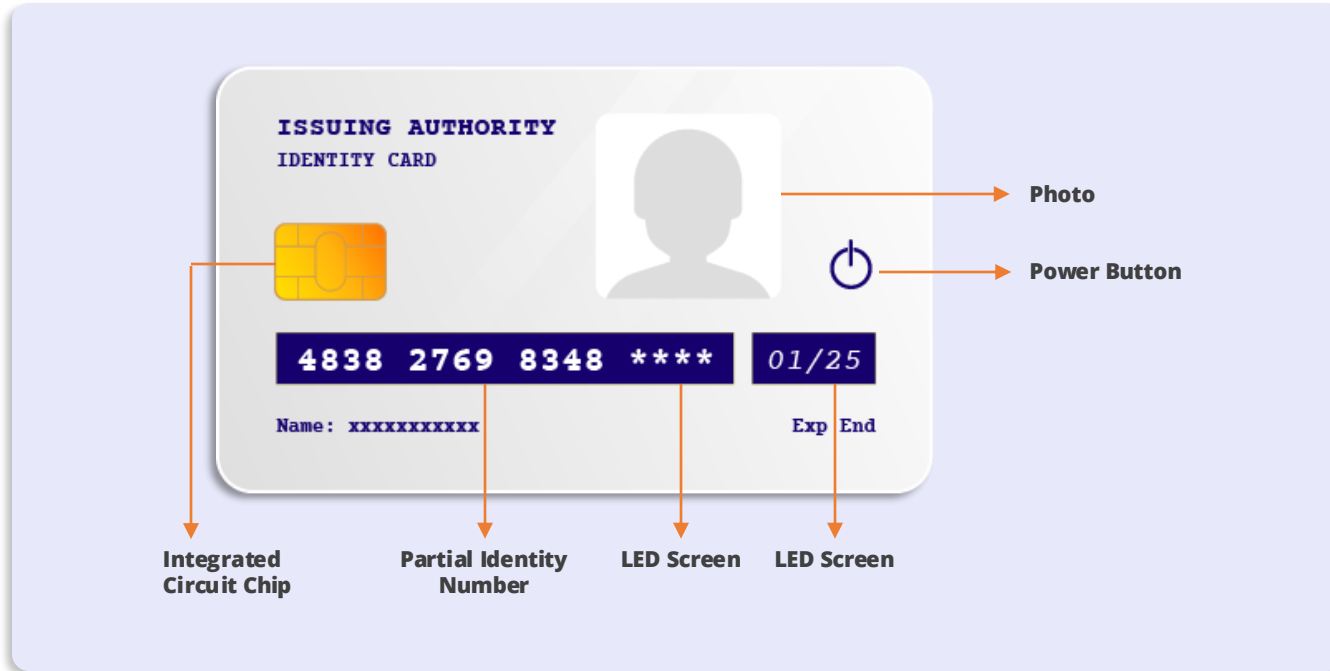 ISSUING AUTHORITY
IDENTITY CARD
Photo
Power Button
4838 2769 8348 ****
01/25
Name: xxxxxxxxxxx
Exp End
Integrated
Circuit Chip
Partial Identity
Number
LED Screen
LED Screen